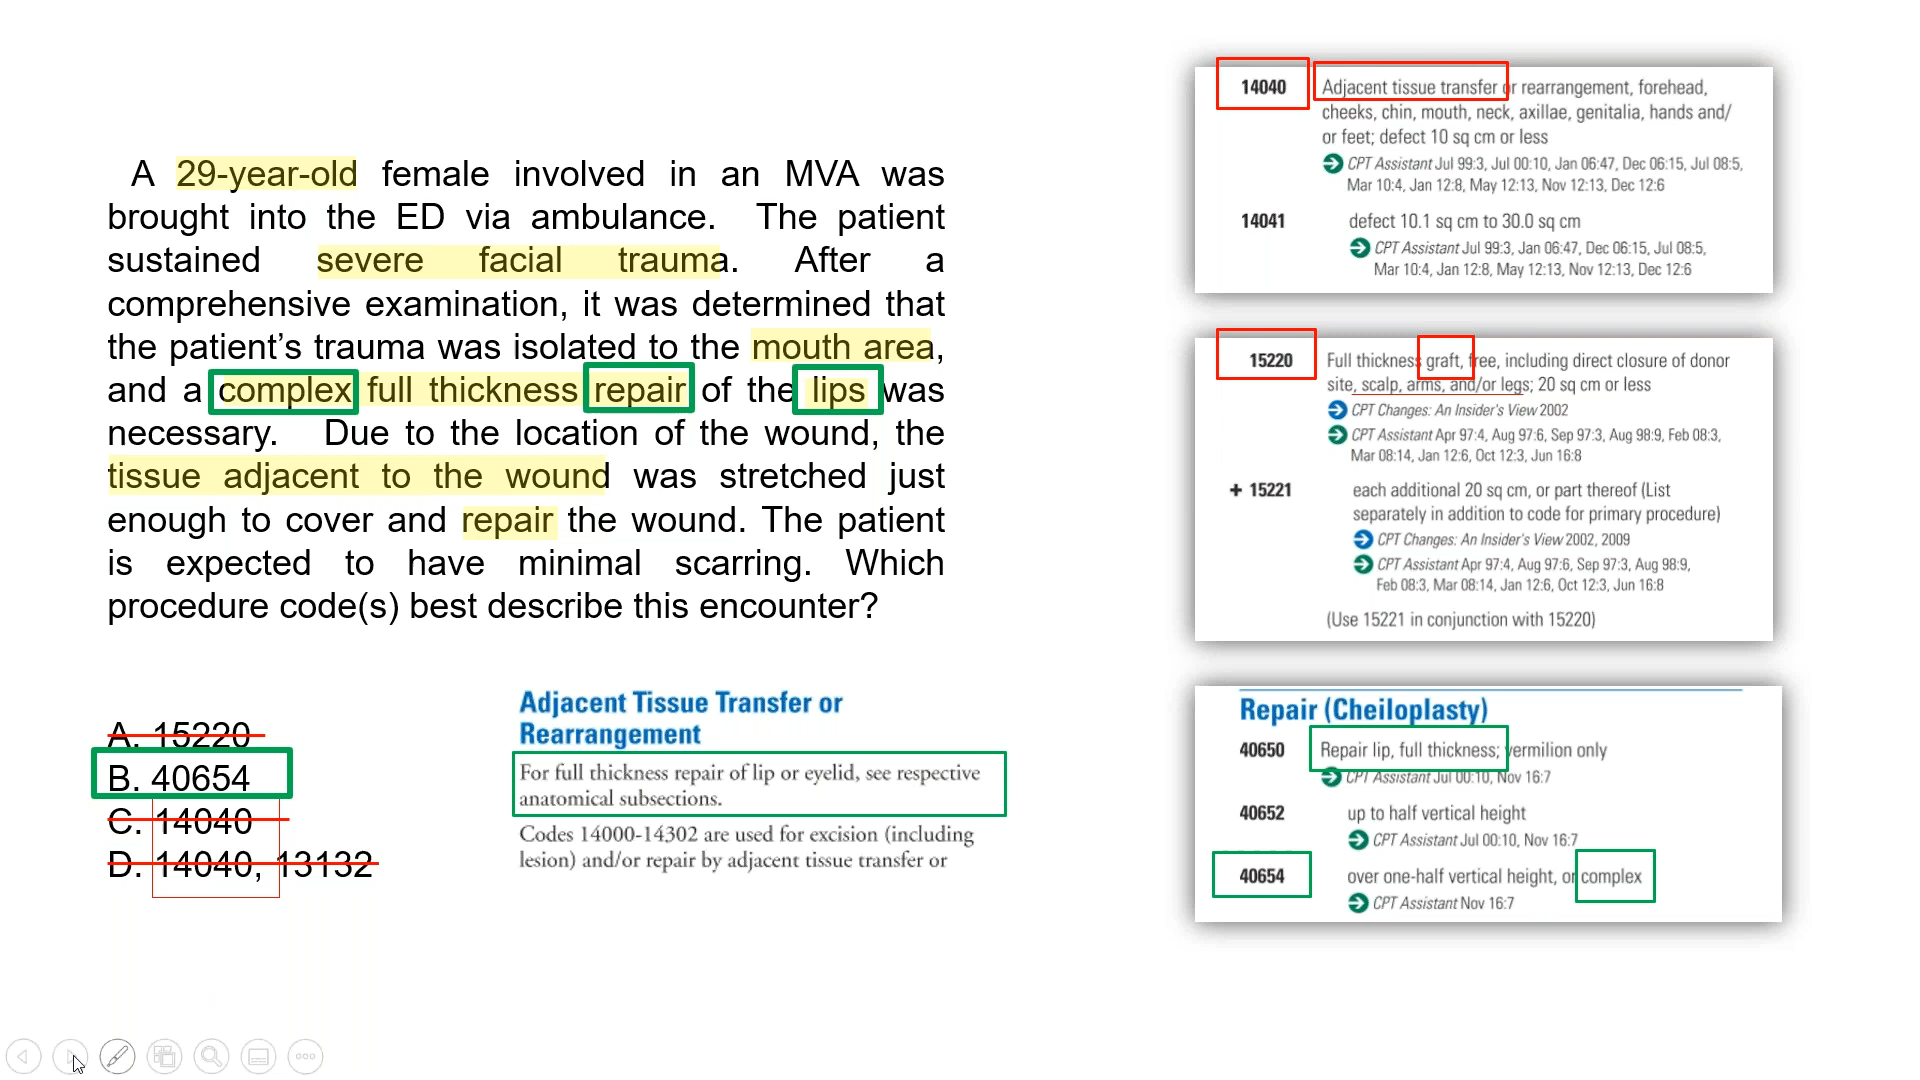 A 29-year-old female involved in an MVA was
brought into the ED via ambulance. The patient
sustained severe facial trauma. After a
comprehensive examination, it was determined that
the patient’s trauma was isolated to the mouth area,
and a complex full thickness repair of the lips was
necessary. Due to the location of the wound, the
tissue adjacent to the wound was stretched just
enough to cover and repair the wound. The patient
is expected to have minimal scarring. Which
procedure code(s) best describe this encounter?
A. 15220
B. 40654
C. 14040
D. 14040, 13132
Adjacent Tissue Transfer or
Rearrangement
For full thickness repair of lip or eyelid, see respective
anatomical subsections.
Codes 14000-14302 are used for excision (including
lesion) and/or repair by adjacent tissue transfer or
14040 Adjacent tissue transfer or rearrangement, forehead,
cheeks, chin, mouth, neck, axillae, genitalia, hands and/
or feet; defect 10 sq cm or less
CPT Assistant Jul 99:3, Jul 00:10, Jan 06:47, Dec 06:15, Jul 08:5,
Mar 10:4, Jan 12:8, May 12:13, Nov 12:13, Dec 12:6
14041 defect 10.1 sq cm to 30.0 sq cm
CPT Assistant Jul 99:3, Jan 06:47, Dec 06:15, Jul 08:5,
Mar 10:4, Jan 12:8, May 12:13, Nov 12:13, Dec 12:6
15220 Full thickness graft, free, including direct closure of donor
site, scalp, arms, and/or legs; 20 sq cm or less
CPT Changes: An Insider's View 2002
CPT Assistant Apr 97:4, Aug 97:6, Sep 97:3, Aug 98:9, Feb 08:3,
Mar 08:14, Jan 12:6, Oct 12:3, Jun 16:8
+ 15221 each additional 20 sq cm, or part thereof (List
separately in addition to code for primary procedure)
CPT Changes: An Insider's View 2002, 2009
CPT Assistant Apr 97:4, Aug 97:6, Sep 97:3, Aug 98:9,
Feb 08:3, Mar 08:14, Jan 12:6, Oct 12:3, Jun 16:8
(Use 15221 in conjunction with 15220)
Repair (Cheiloplasty)
40650 Repair lip, full thickness; vermilion only
CPT Assistant Jul 00:10, Nov 16:7
40652 up to half vertical height
CPT Assistant Jul 00:10, Nov 16:7
40654 over one-half vertical height, or complex
CPT Assistant Nov 16:7